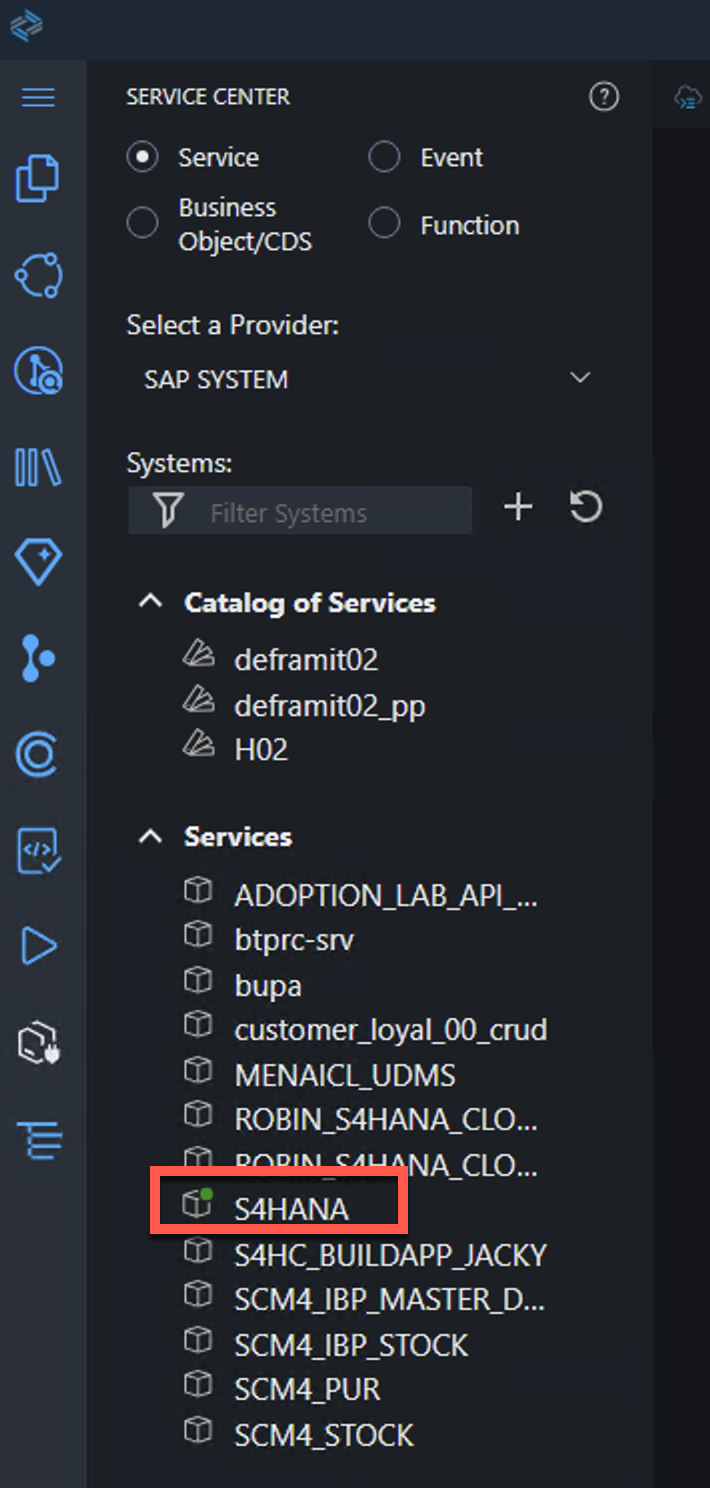 SERVICE CENTER
Service
Event
Business
Object/CDS
Function
Select a Provider:
SAP SYSTEM
Systems:
Filter Systems
Catalog of Services
deframit02
deframit02_pp
H02
Services
ADOPTION_LAB_API_...
btprc-srv
bupa
customer_loyal_00_crud
MENAICL_UDMS
ROBIN_S4HANA_CLO...
ROBIN_S4HANA_CLO...
S4HANA
S4HC_BUILDAPP_JACKY
SCM4_IBP_MASTER_D...
SCM4_IBP_STOCK
SCM4_PUR
SCM4_STOCK